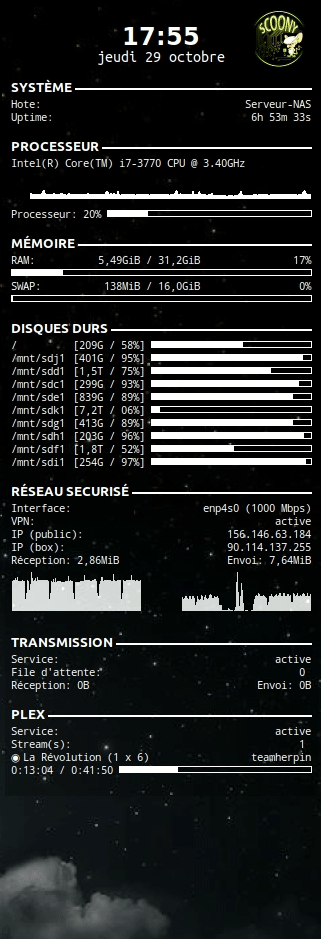 17:55
SCOONY
jeudi 29 octobre
SYSTÈME
Hote: Serveur-NAS
Uptime: 6h 53m 33s
PROCESSEUR
Intel(R) Core(TM) i7-3770 CPU @ 3.40GHz
Processeur: 20%
MÉMOIRE
RAM: 5,49GiB / 31,2GiB 17%
SWAP: 138MiB / 16,0GiB 0%
DISQUES DURS
/ [209G / 58%]
/mnt/sdj1 [401G / 95%]
/mnt/sdd1 [1,5T / 75%]
/mnt/sdc1 [299G / 93%]
/mnt/sde1 [839G / 89%]
/mnt/sdk1 [7,2T / 06%]
/mnt/sdg1 [413G / 89%]
/mnt/sdh1 [203G / 96%]
/mnt/sdf1 [1,8T / 52%]
/mnt/sdi1 [254G / 97%]
RÉSEAU SECURISÉ
Interface: enp4s0 (1000 Mbps)
VPN: active
IP (public): 156.146.63.184
IP (box): 90.114.137.255
Réception: 2,86MiB Envoi: 7,64MiB
TRANSMISSION
Service: active
File d'attente: 0
Réception: 0B Envoi: 0B
PLEX
Service: active
Stream(s): 1
◉ La Révolution (1 x 6) teamherpin
0:13:04 / 0:41:50